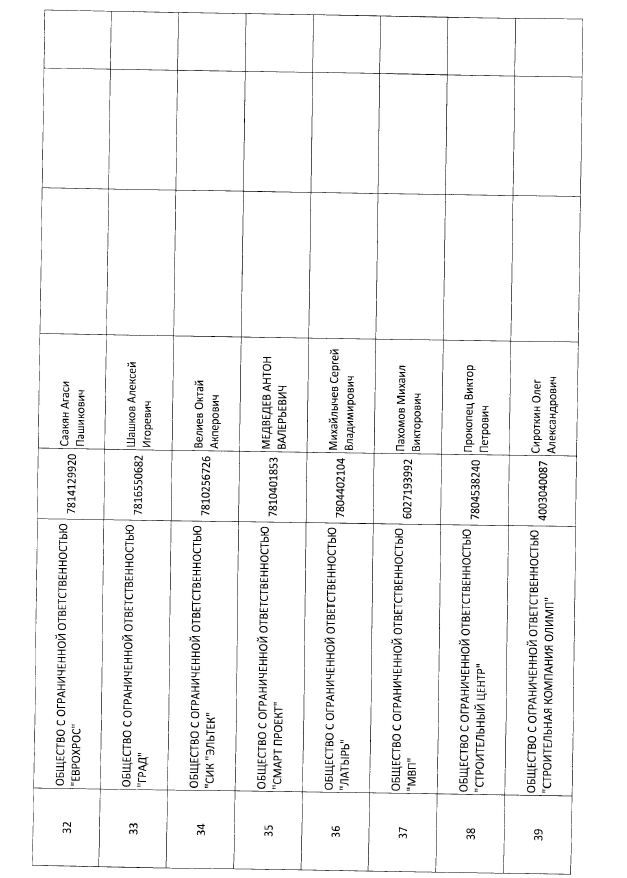 32
ОБЩЕСТВО С ОГРАНИЧЕННОЙ ОТВЕТСТВЕННОСТЬЮ
"ЕВРОХРОС"
7814129920
Саакян Агаси
Пашикович
33
ОБЩЕСТВО С ОГРАНИЧЕННОЙ ОТВЕТСТВЕННОСТЬЮ
"ГРАД"
7816550682
Шашков Алексей
Игоревич
34
ОБЩЕСТВО С ОГРАНИЧЕННОЙ ОТВЕТСТВЕННОСТЬЮ
"СИК "ЭЛЬТЕК"
7810256726
Велиев Октай
Акперович
35
ОБЩЕСТВО С ОГРАНИЧЕННОЙ ОТВЕТСТВЕННОСТЬЮ
"СМАРТ ПРОЕКТ"
7810401853
МЕДВЕДЕВ АНТОН
ВАЛЕРЬЕВИЧ
36
ОБЩЕСТВО С ОГРАНИЧЕННОЙ ОТВЕТСТВЕННОСТЬЮ
"ЛАТЫРЬ"
7804402104
Михайлычев Сергей
Владимирович
37
ОБЩЕСТВО С ОГРАНИЧЕННОЙ ОТВЕТСТВЕННОСТЬЮ
"МВП"
6027193992
Пахомов Михаил
Викторович
38
ОБЩЕСТВО С ОГРАНИЧЕННОЙ ОТВЕТСТВЕННОСТЬЮ
"СТРОИТЕЛЬНЫЙ ЦЕНТР"
7804538240
Прокопец Виктор
Петрович
39
ОБЩЕСТВО С ОГРАНИЧЕННОЙ ОТВЕТСТВЕННОСТЬЮ
"СТРОИТЕЛЬНАЯ КОМПАНИЯ ОЛИМП"
4003040087
Сироткин Олег
Александрович